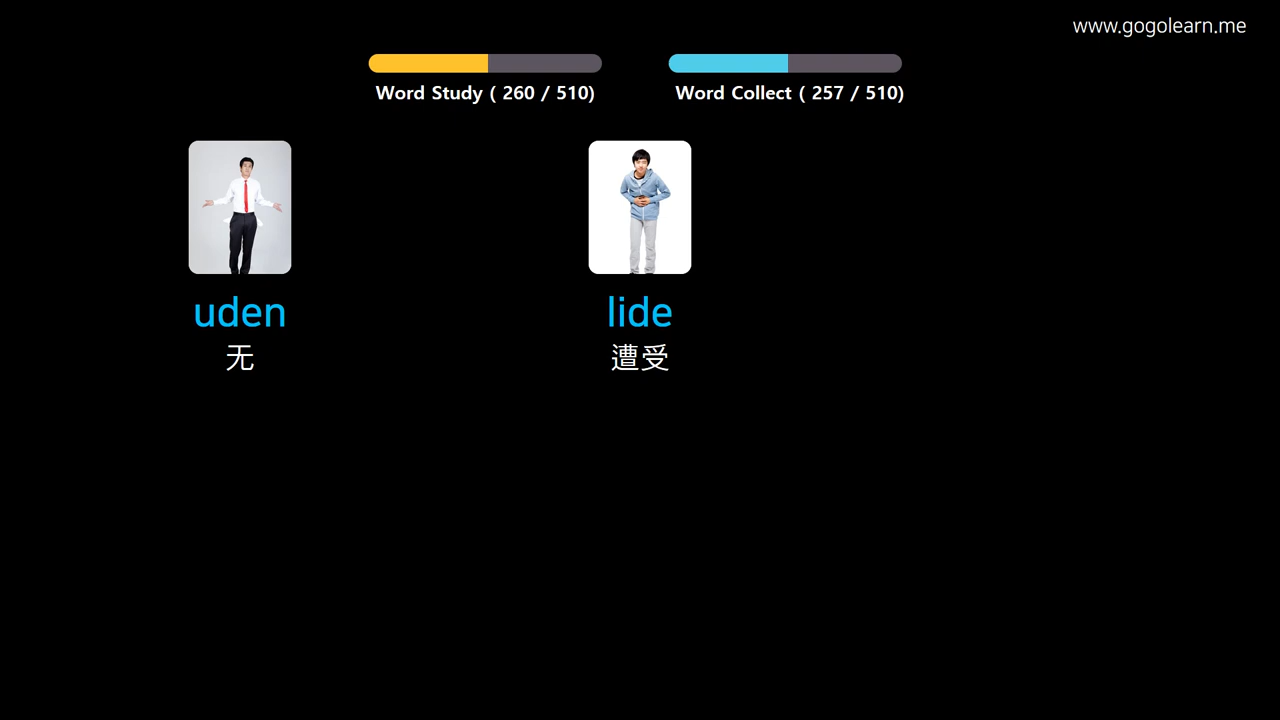 www.gogolearn.me
Word Study ( 260 / 510)
Word Collect ( 257 / 510)
uden
lide
无
遭受